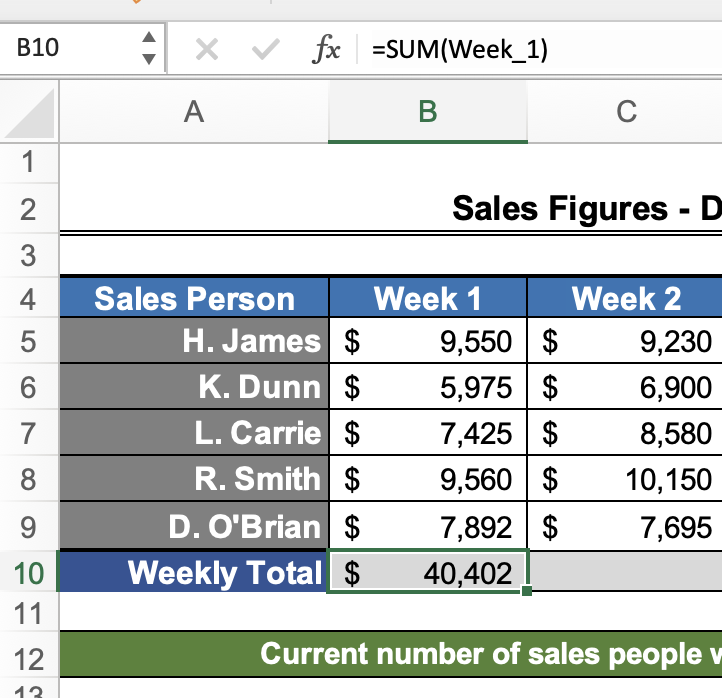 B10 fx =SUM(Week_1)
A B C
1
2 Sales Figures - D
3
4 Sales Person Week 1 Week 2
5 H. James $ 9,550 $ 9,230
6 K. Dunn $ 5,975 $ 6,900
7 L. Carrie $ 7,425 $ 8,580
8 R. Smith $ 9,560 $ 10,150
9 D. O'Brian $ 7,892 $ 7,695
10 Weekly Total $ 40,402
11
12 Current number of sales people w
13